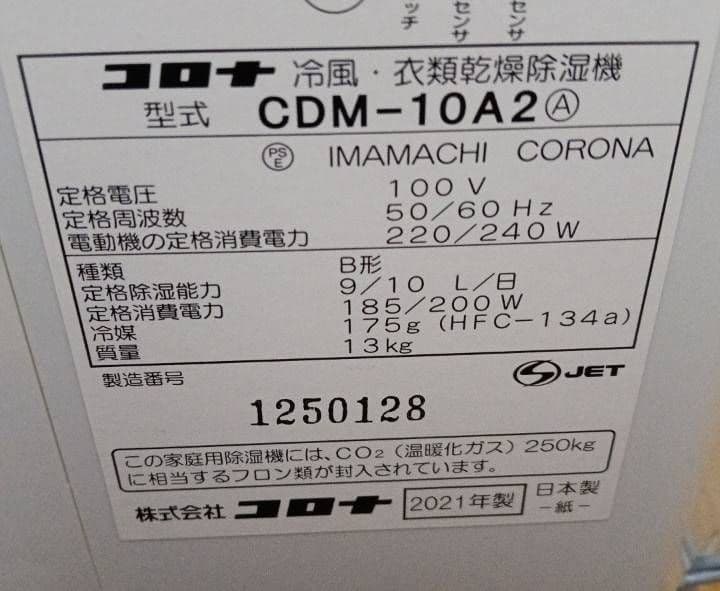 ッチ
センサ
センサ
コロナ 冷風・衣類乾燥除湿機
型式 CDM-10A2Ⓐ
PSE IMAMACHI CORONA
定格電圧 100 V
定格周波数 50/60 Hz
電動機の定格消費電力 220/240 W
種類 B形
定格除湿能力 9/10 L/日
定格消費電力 185/200 W
冷媒 175g (HFC-134a)
質量 13kg
製造番号
JET
1250128
この家庭用除湿機には、CO₂(温暖化ガス)250kg
に相当するフロン類が封入されています。
株式会社 コロナ 2021年製 日本製
-紙-